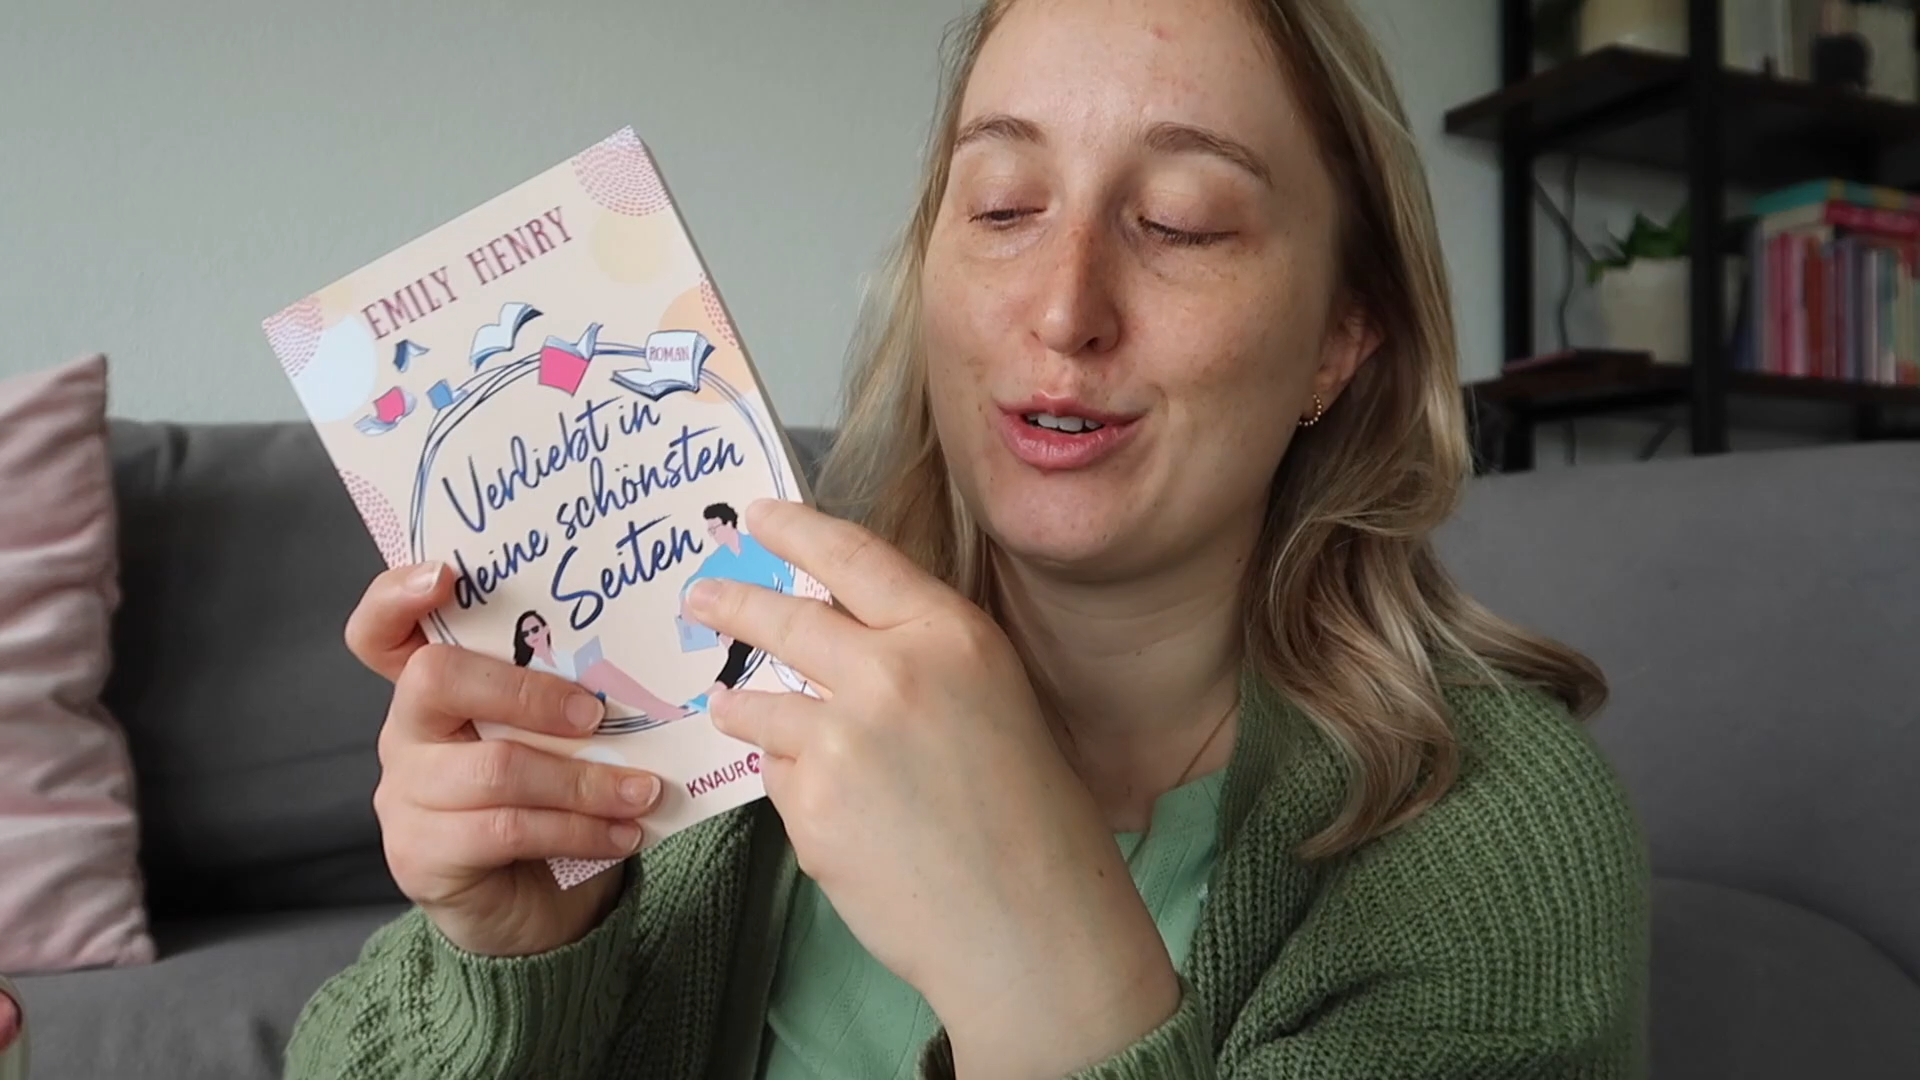 EMILY HENRY
ROMAN
Verliebt in
deine schönsten
Seiten
KNAUR